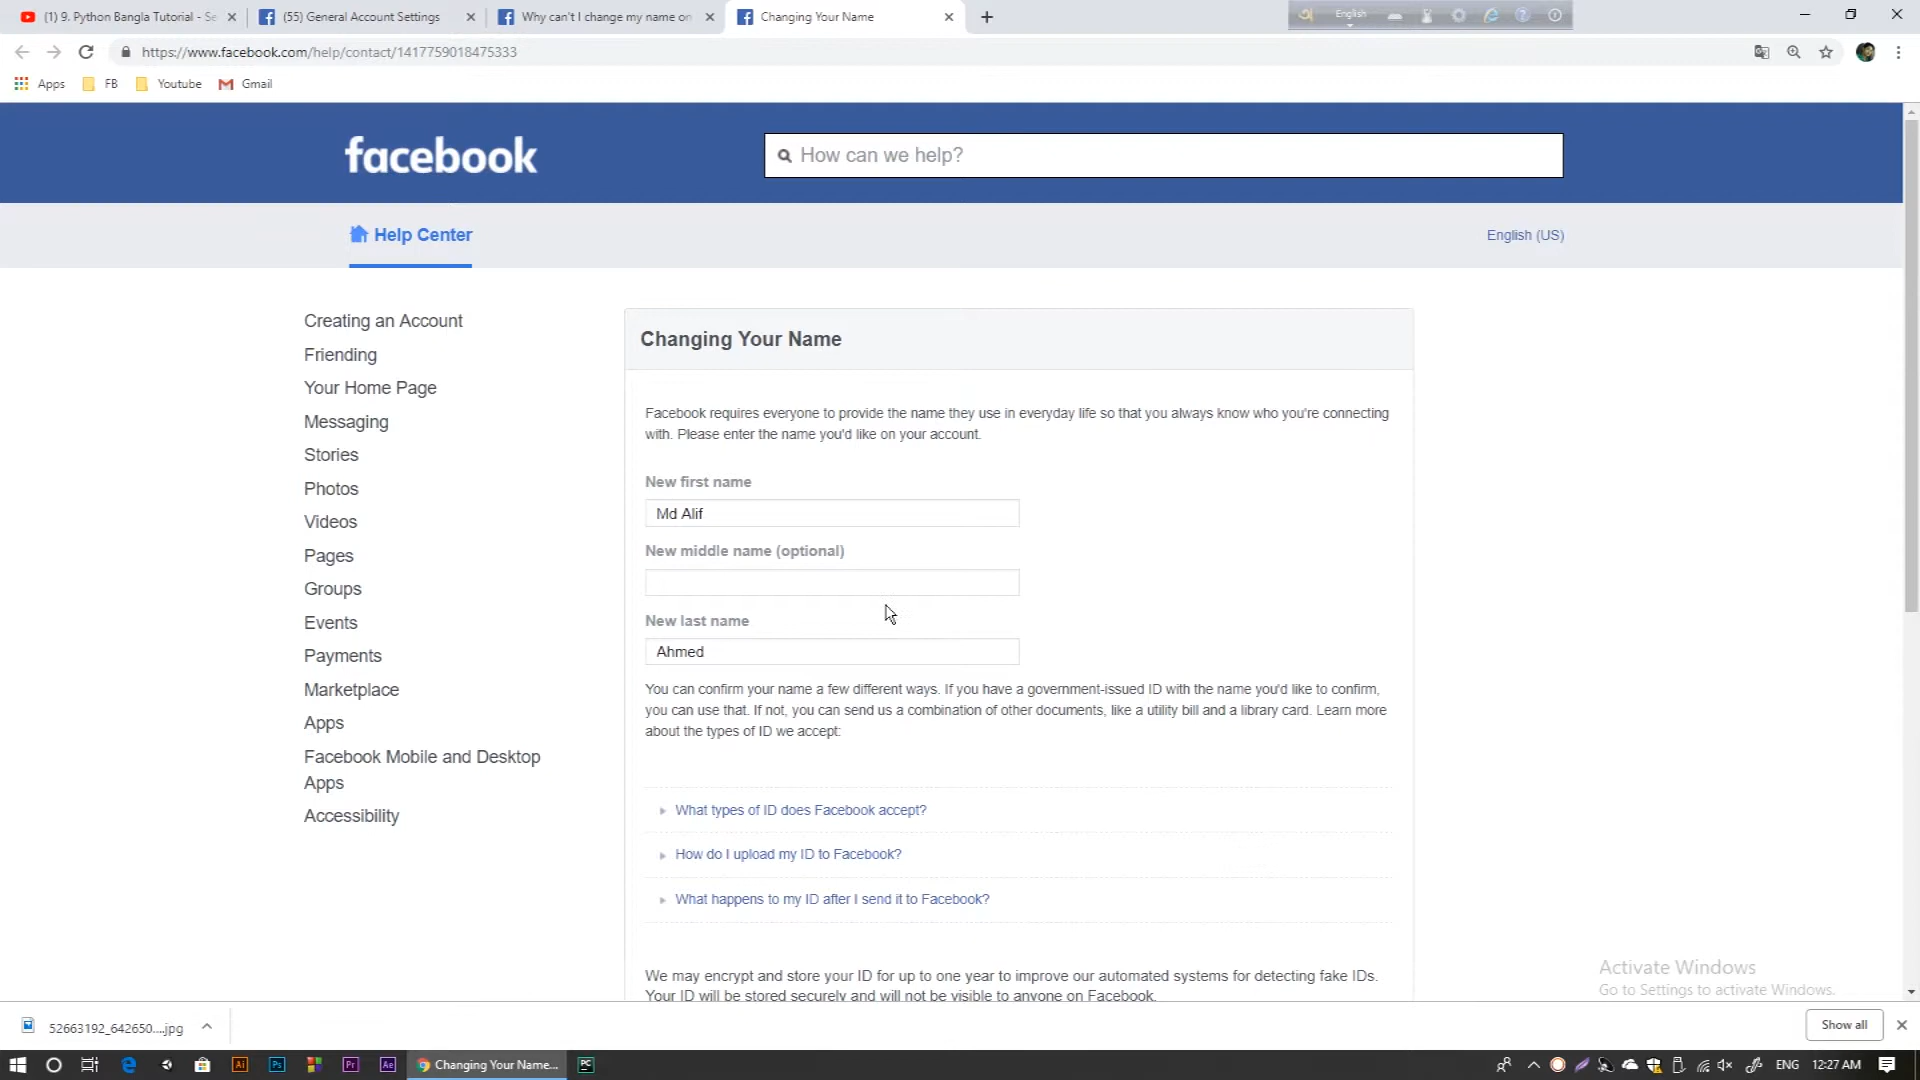 (1) 9. Python Bangla Tutorial - Se
(55) General Account Settings
Why can't I change my name on
Changing Your Name
English
https://www.facebook.com/help/contact/1417759018475333
Apps
FB
Youtube
Gmail
facebook
How can we help?
Help Center
English (US)
Creating an Account
Friending
Your Home Page
Messaging
Stories
Photos
Videos
Pages
Groups
Events
Payments
Marketplace
Apps
Facebook Mobile and Desktop
Apps
Accessibility
Changing Your Name
Facebook requires everyone to provide the name they use in everyday life so that you always know who you're connecting
with. Please enter the name you'd like on your account.
New first name
Md Alif
New middle name (optional)
New last name
Ahmed
You can confirm your name a few different ways. If you have a government-issued ID with the name you'd like to confirm,
you can use that. If not, you can send us a combination of other documents, like a utility bill and a library card. Learn more
about the types of ID we accept:
What types of ID does Facebook accept?
How do I upload my ID to Facebook?
What happens to my ID after I send it to Facebook?
We may encrypt and store your ID for up to one year to improve our automated systems for detecting fake IDs.
Your ID will be stored securely and will not be visible to anyone on Facebook.
Activate Windows
Go to Settings to activate Windows.
52663192_642650....jpg
Show all
Ai
Ps
Pr
Ae
Changing Your Name...
PC
ENG
12:27 AM